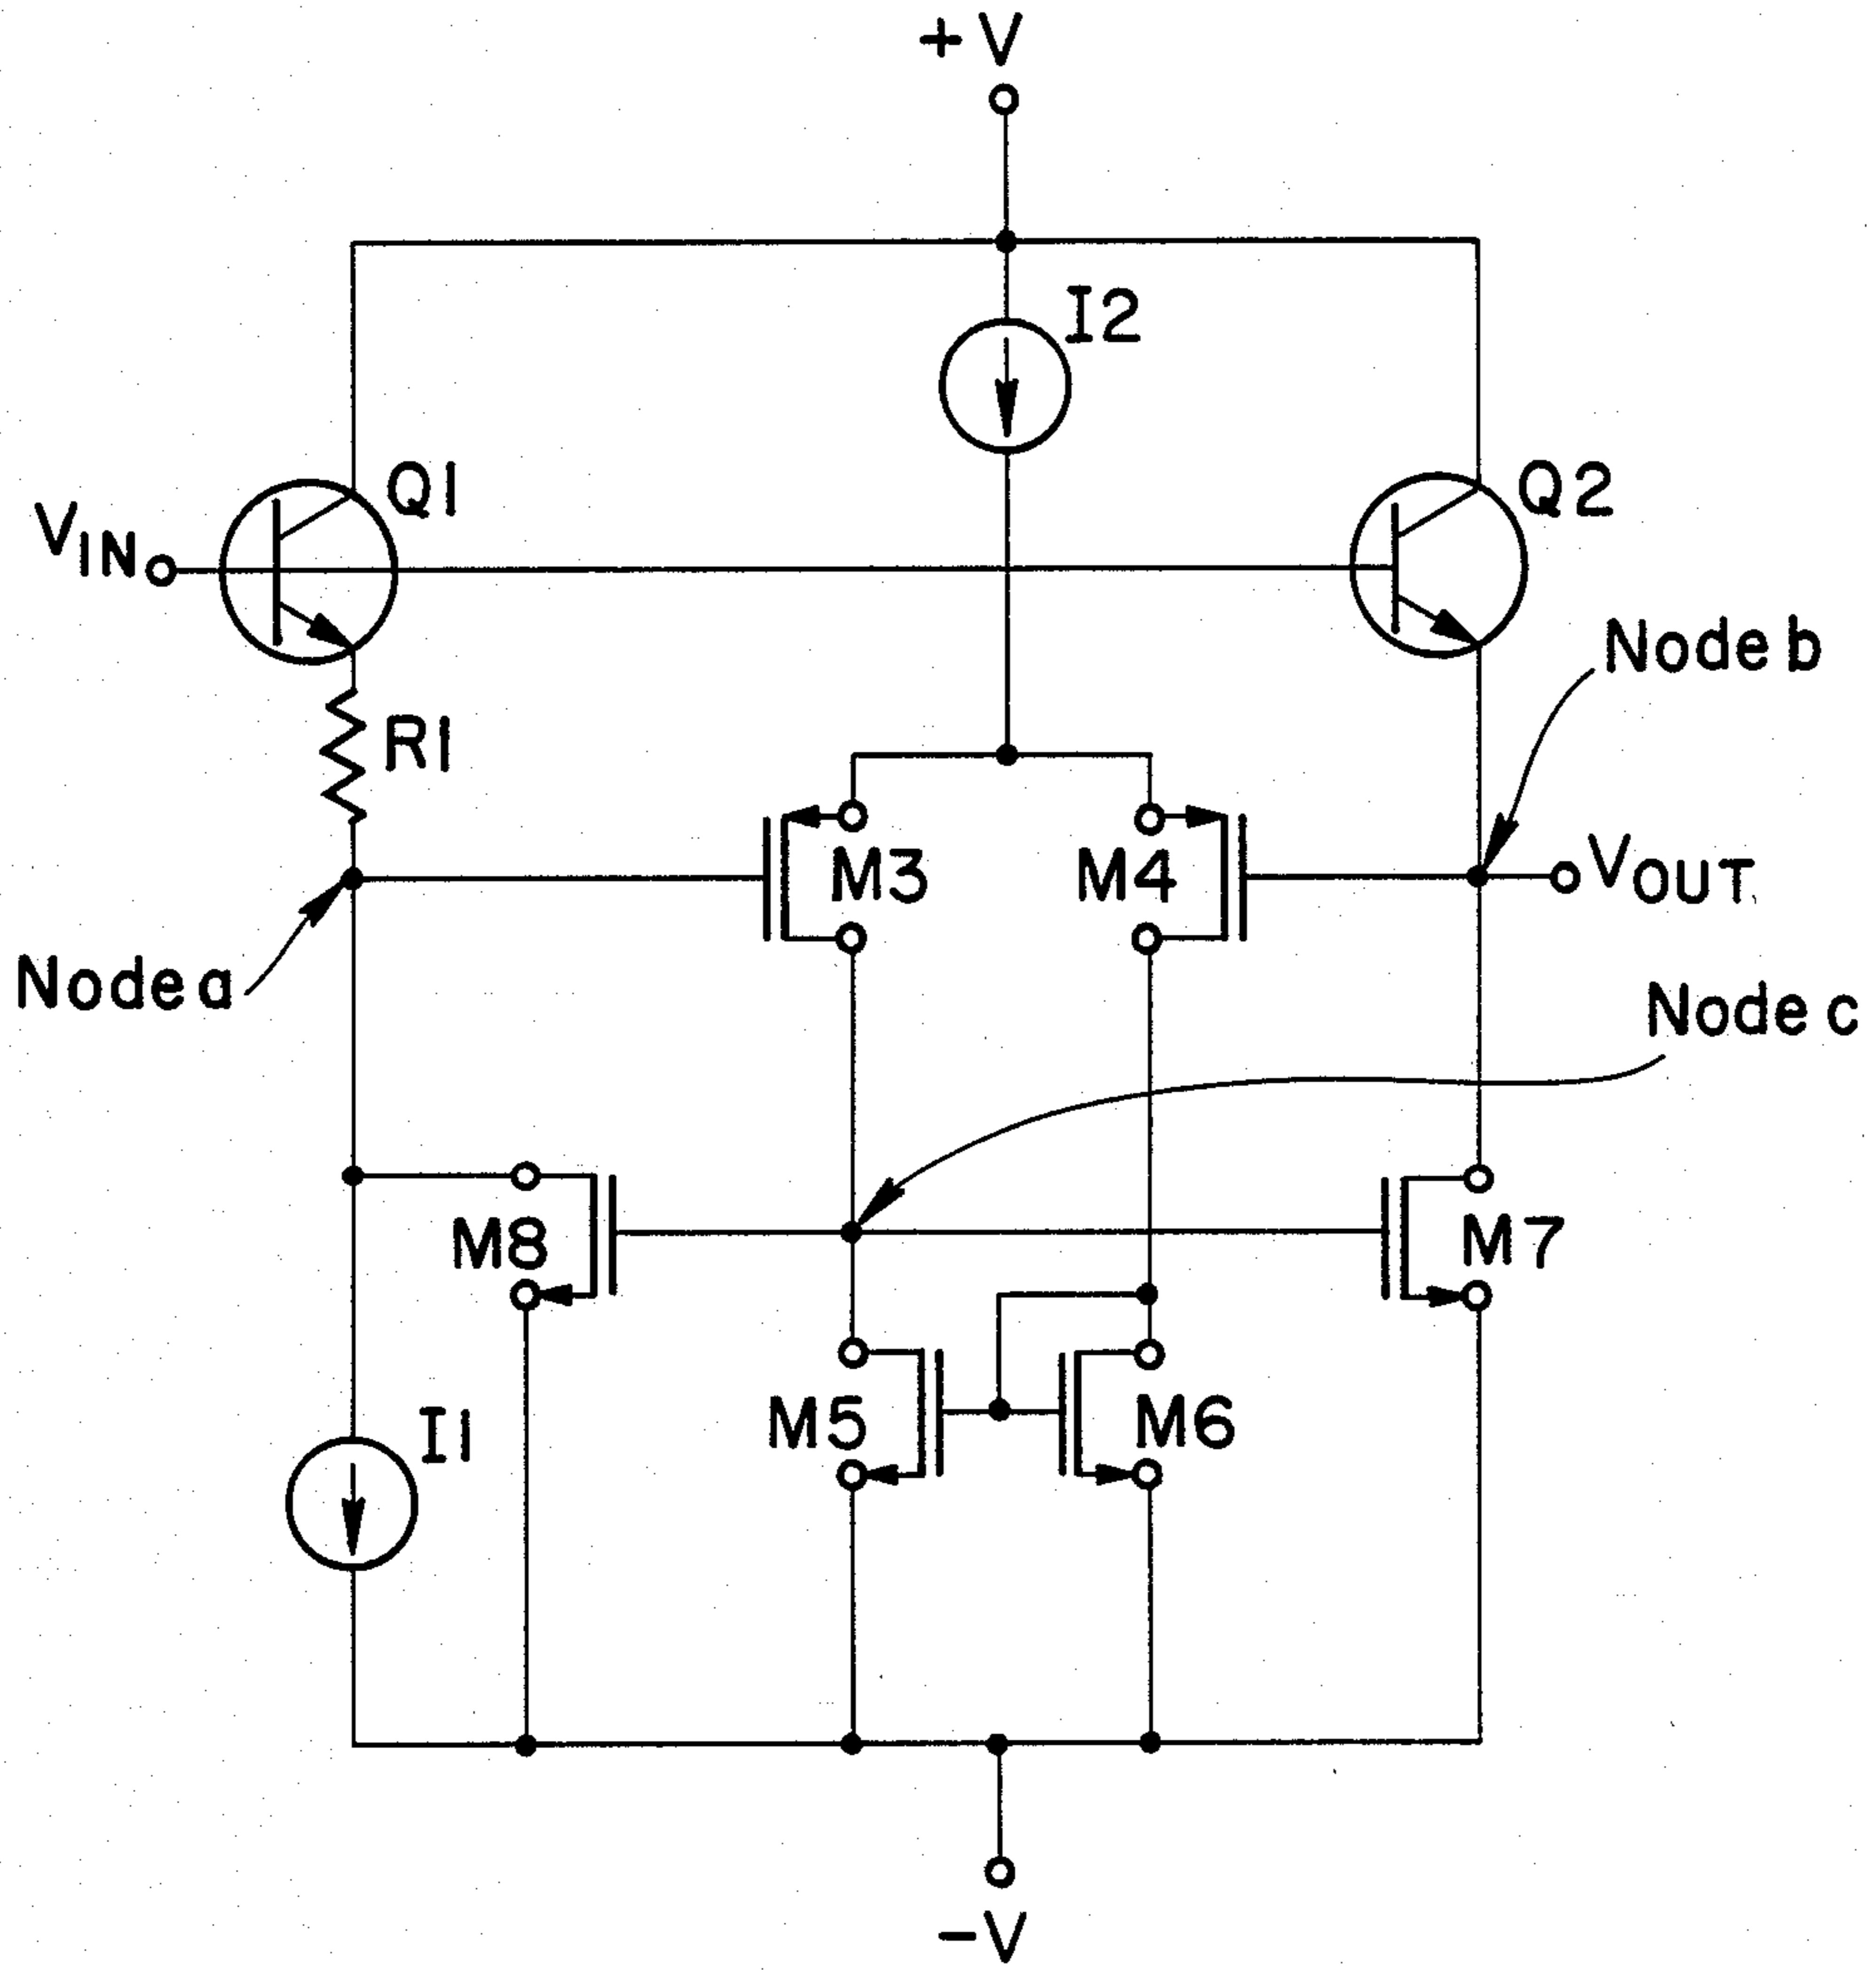 +V
I2
Q1
Q2
VIN
Node b
R1
M3
M4
VOUT
Node a
Node c
M8
M7
M5
M6
I1
-V